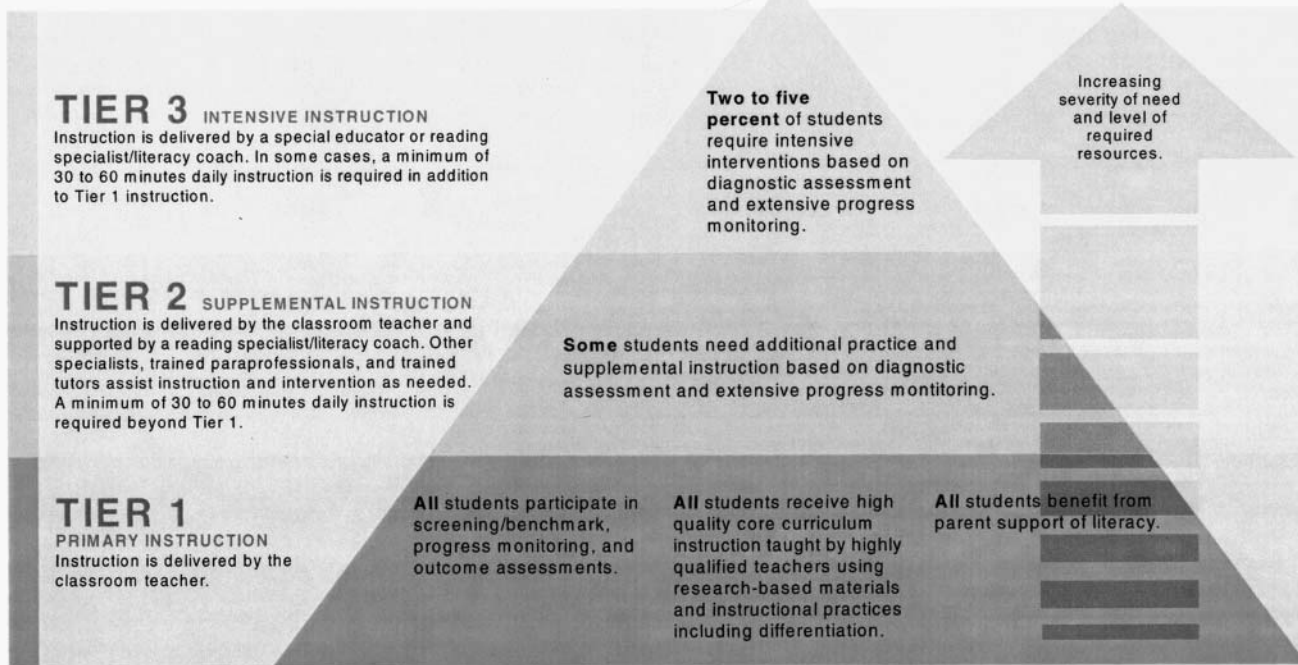 TIER 3 INTENSIVE INSTRUCTION
Instruction is delivered by a special educator or reading
specialist/literacy coach. In some cases, a minimum of
30 to 60 minutes daily instruction is required in addition
to Tier 1 instruction.
Two to five
percent of students
require intensive
interventions based on
diagnostic assessment
and extensive progress
monitoring.
Increasing
severity of need
and level of
required
resources.
TIER 2 SUPPLEMENTAL INSTRUCTION
Instruction is delivered by the classroom teacher and
supported by a reading specialist/literacy coach. Other
specialists, trained paraprofessionals, and trained
tutors assist instruction and intervention as needed.
A minimum of 30 to 60 minutes daily instruction is
required beyond Tier 1.
Some students need additional practice and
supplemental instruction based on diagnostic
assessment and extensive progress montitoring.
TIER 1
PRIMARY INSTRUCTION
Instruction is delivered by the
classroom teacher.
All students participate in
screening/benchmark,
progress monitoring, and
outcome assessments.
All students receive high
quality core curriculum
instruction taught by highly
qualified teachers using
research-based materials
and instructional practices
including differentiation.
All students benefit from
parent support of literacy.